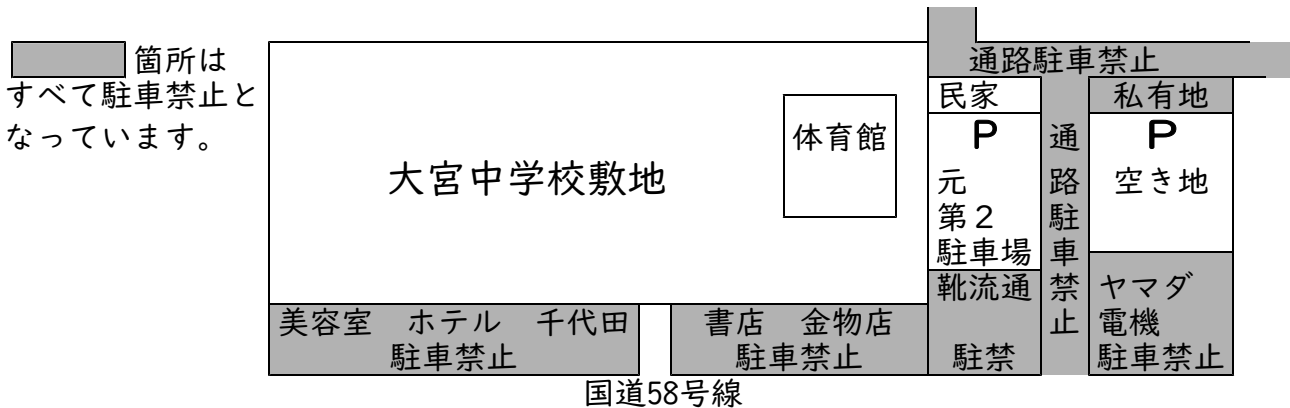 箇所は
すべて駐車禁止と
なっています。
大宮中学校敷地
体育館
通路駐車禁止
民家
P
元
第2
駐車場
靴流通
駐禁
通路駐車禁止
私有地
P
空き地
ヤマダ
電機
駐車禁止
美容室 ホテル 千代田
駐車禁止
書店 金物店
駐車禁止
国道58号線